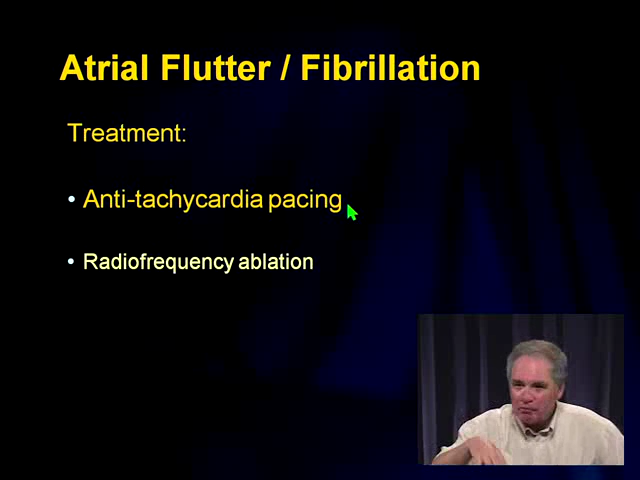 Atrial Flutter / Fibrillation
Treatment:
• Anti-tachycardia pacing
• Radiofrequency ablation